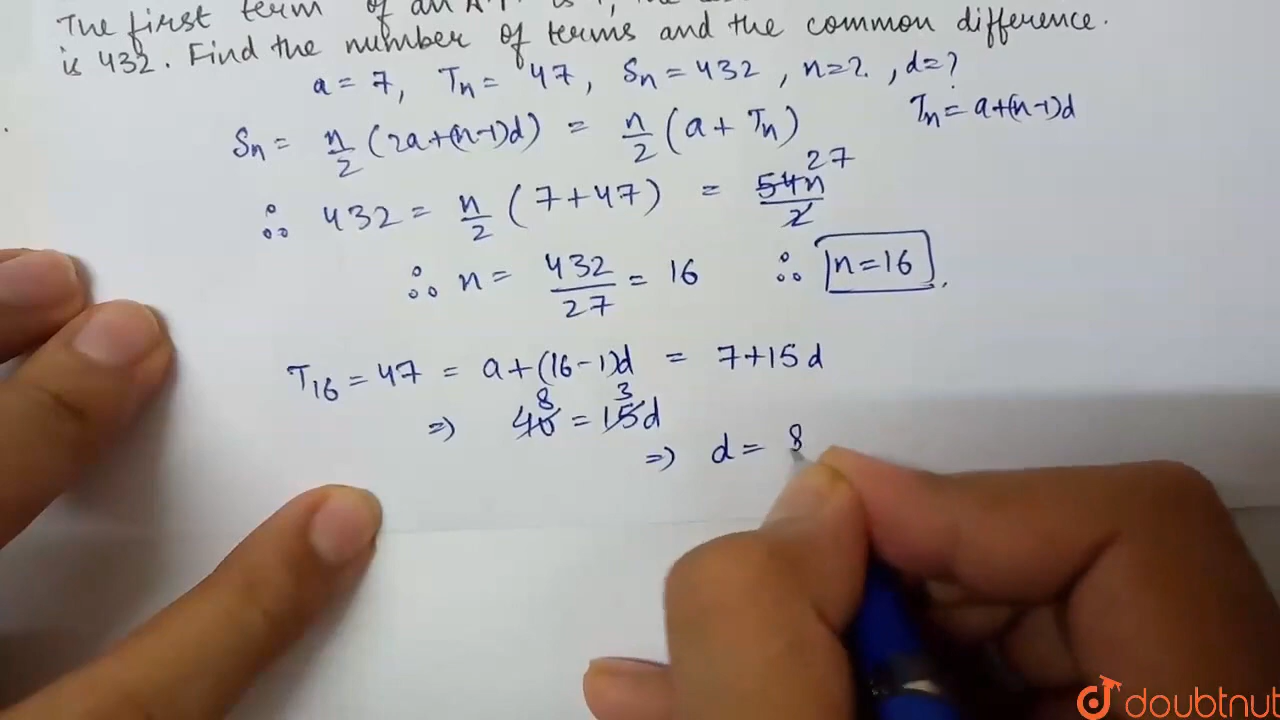 The first term of an A.P. is 7, the
is 432. Find the number of terms and the common difference.
a = 7, Tn = 47, Sn = 432, n = ?, d = ?
Sn = n/2 (2a+(n-1)d) = n/2 (a + Tn) Tn = a+(n-1)d
∴ 432 = n/2 (7+47) = 54n/2 27
∴ n = 432/27 = 16 ∴ n=16.
T16 = 47 = a+(16-1)d = 7+15d
8 3
⇒ 40 = 15d
⇒ d = 8
doubtnut